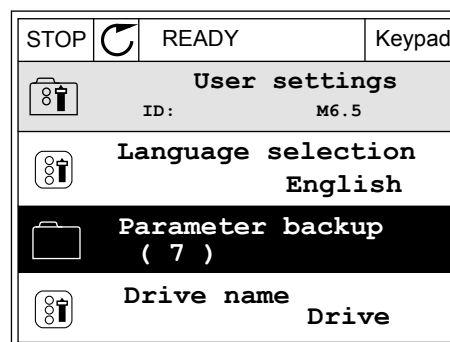 STOP READY Keypad
User settings
ID: M6.5
Language selection
English
Parameter backup
( 7 )
Drive name
Drive